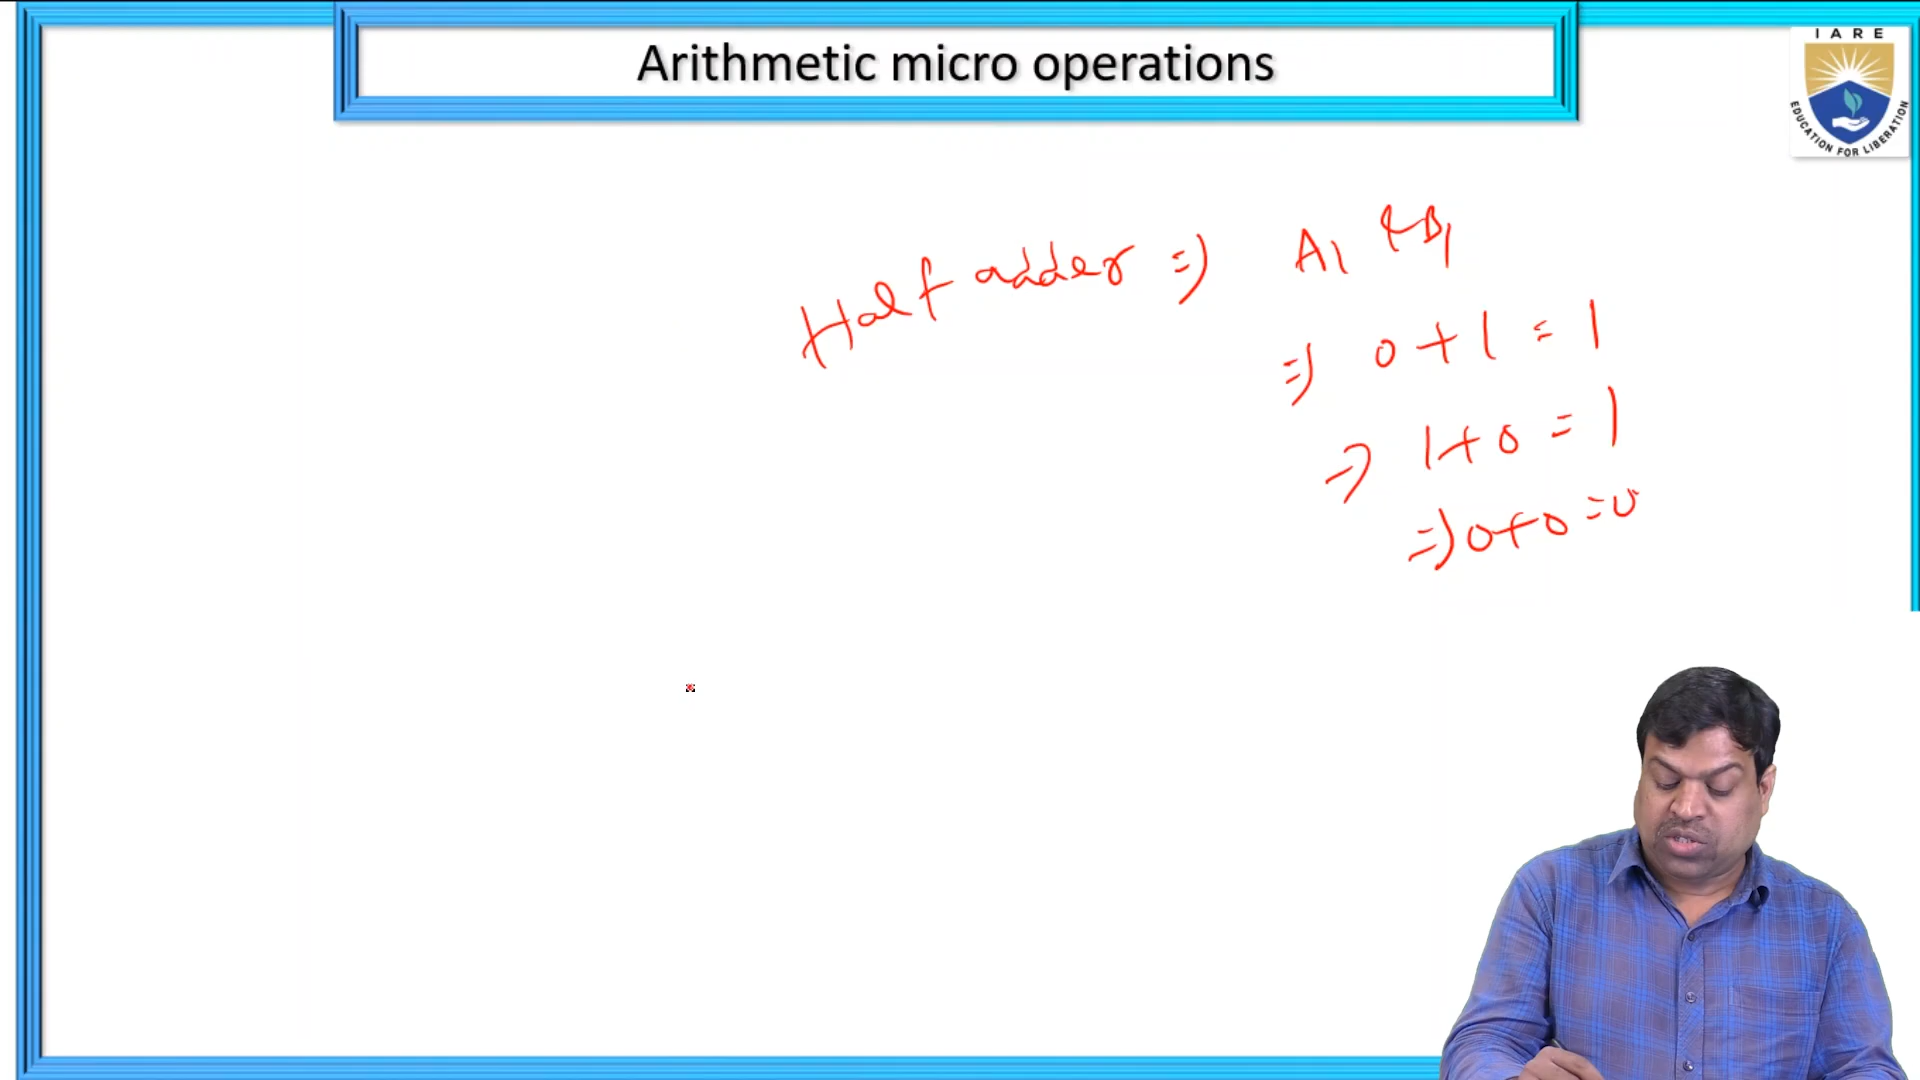 Arithmetic micro operations
IARE
EDUCATION FOR LIBERATION
Half adder => A1 & B1
=> 0+1=1
=> 1+0=1
=> 0+0=0